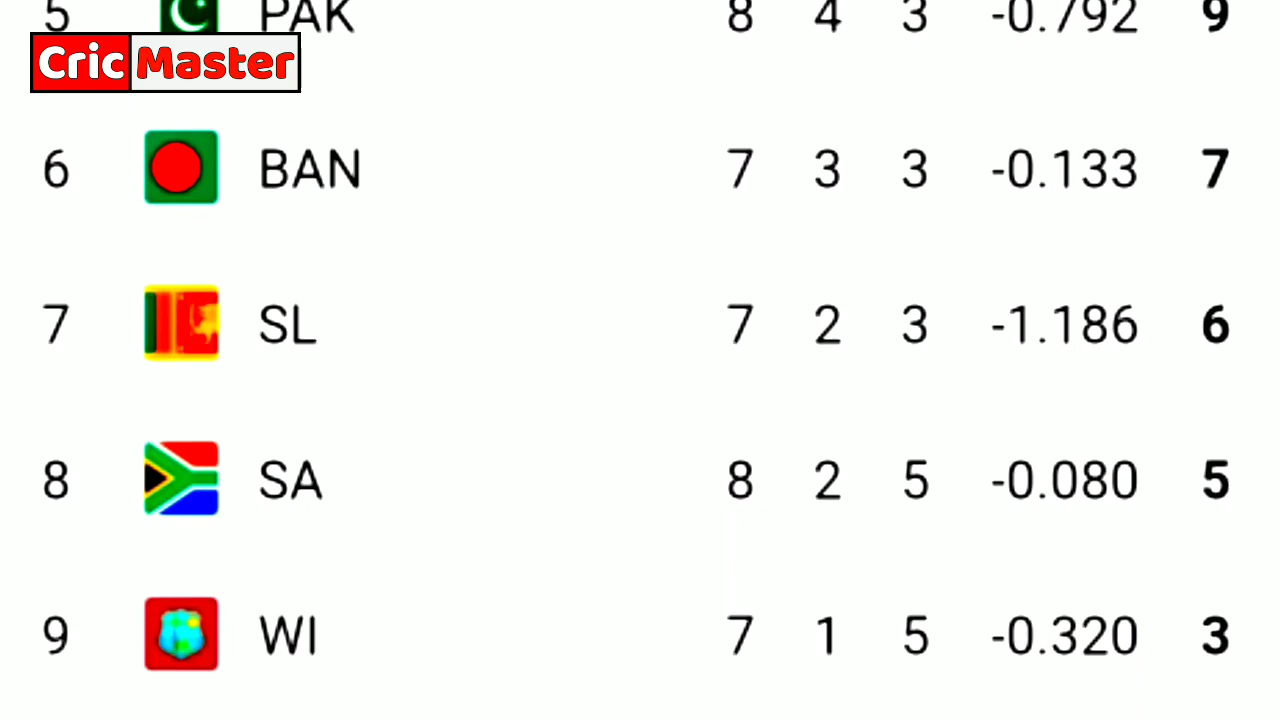 5 PAK 8 4 3 -0.792 9
Cric Master
6 BAN 7 3 3 -0.133 7
7 SL 7 2 3 -1.186 6
8 SA 8 2 5 -0.080 5
9 WI 7 1 5 -0.320 3